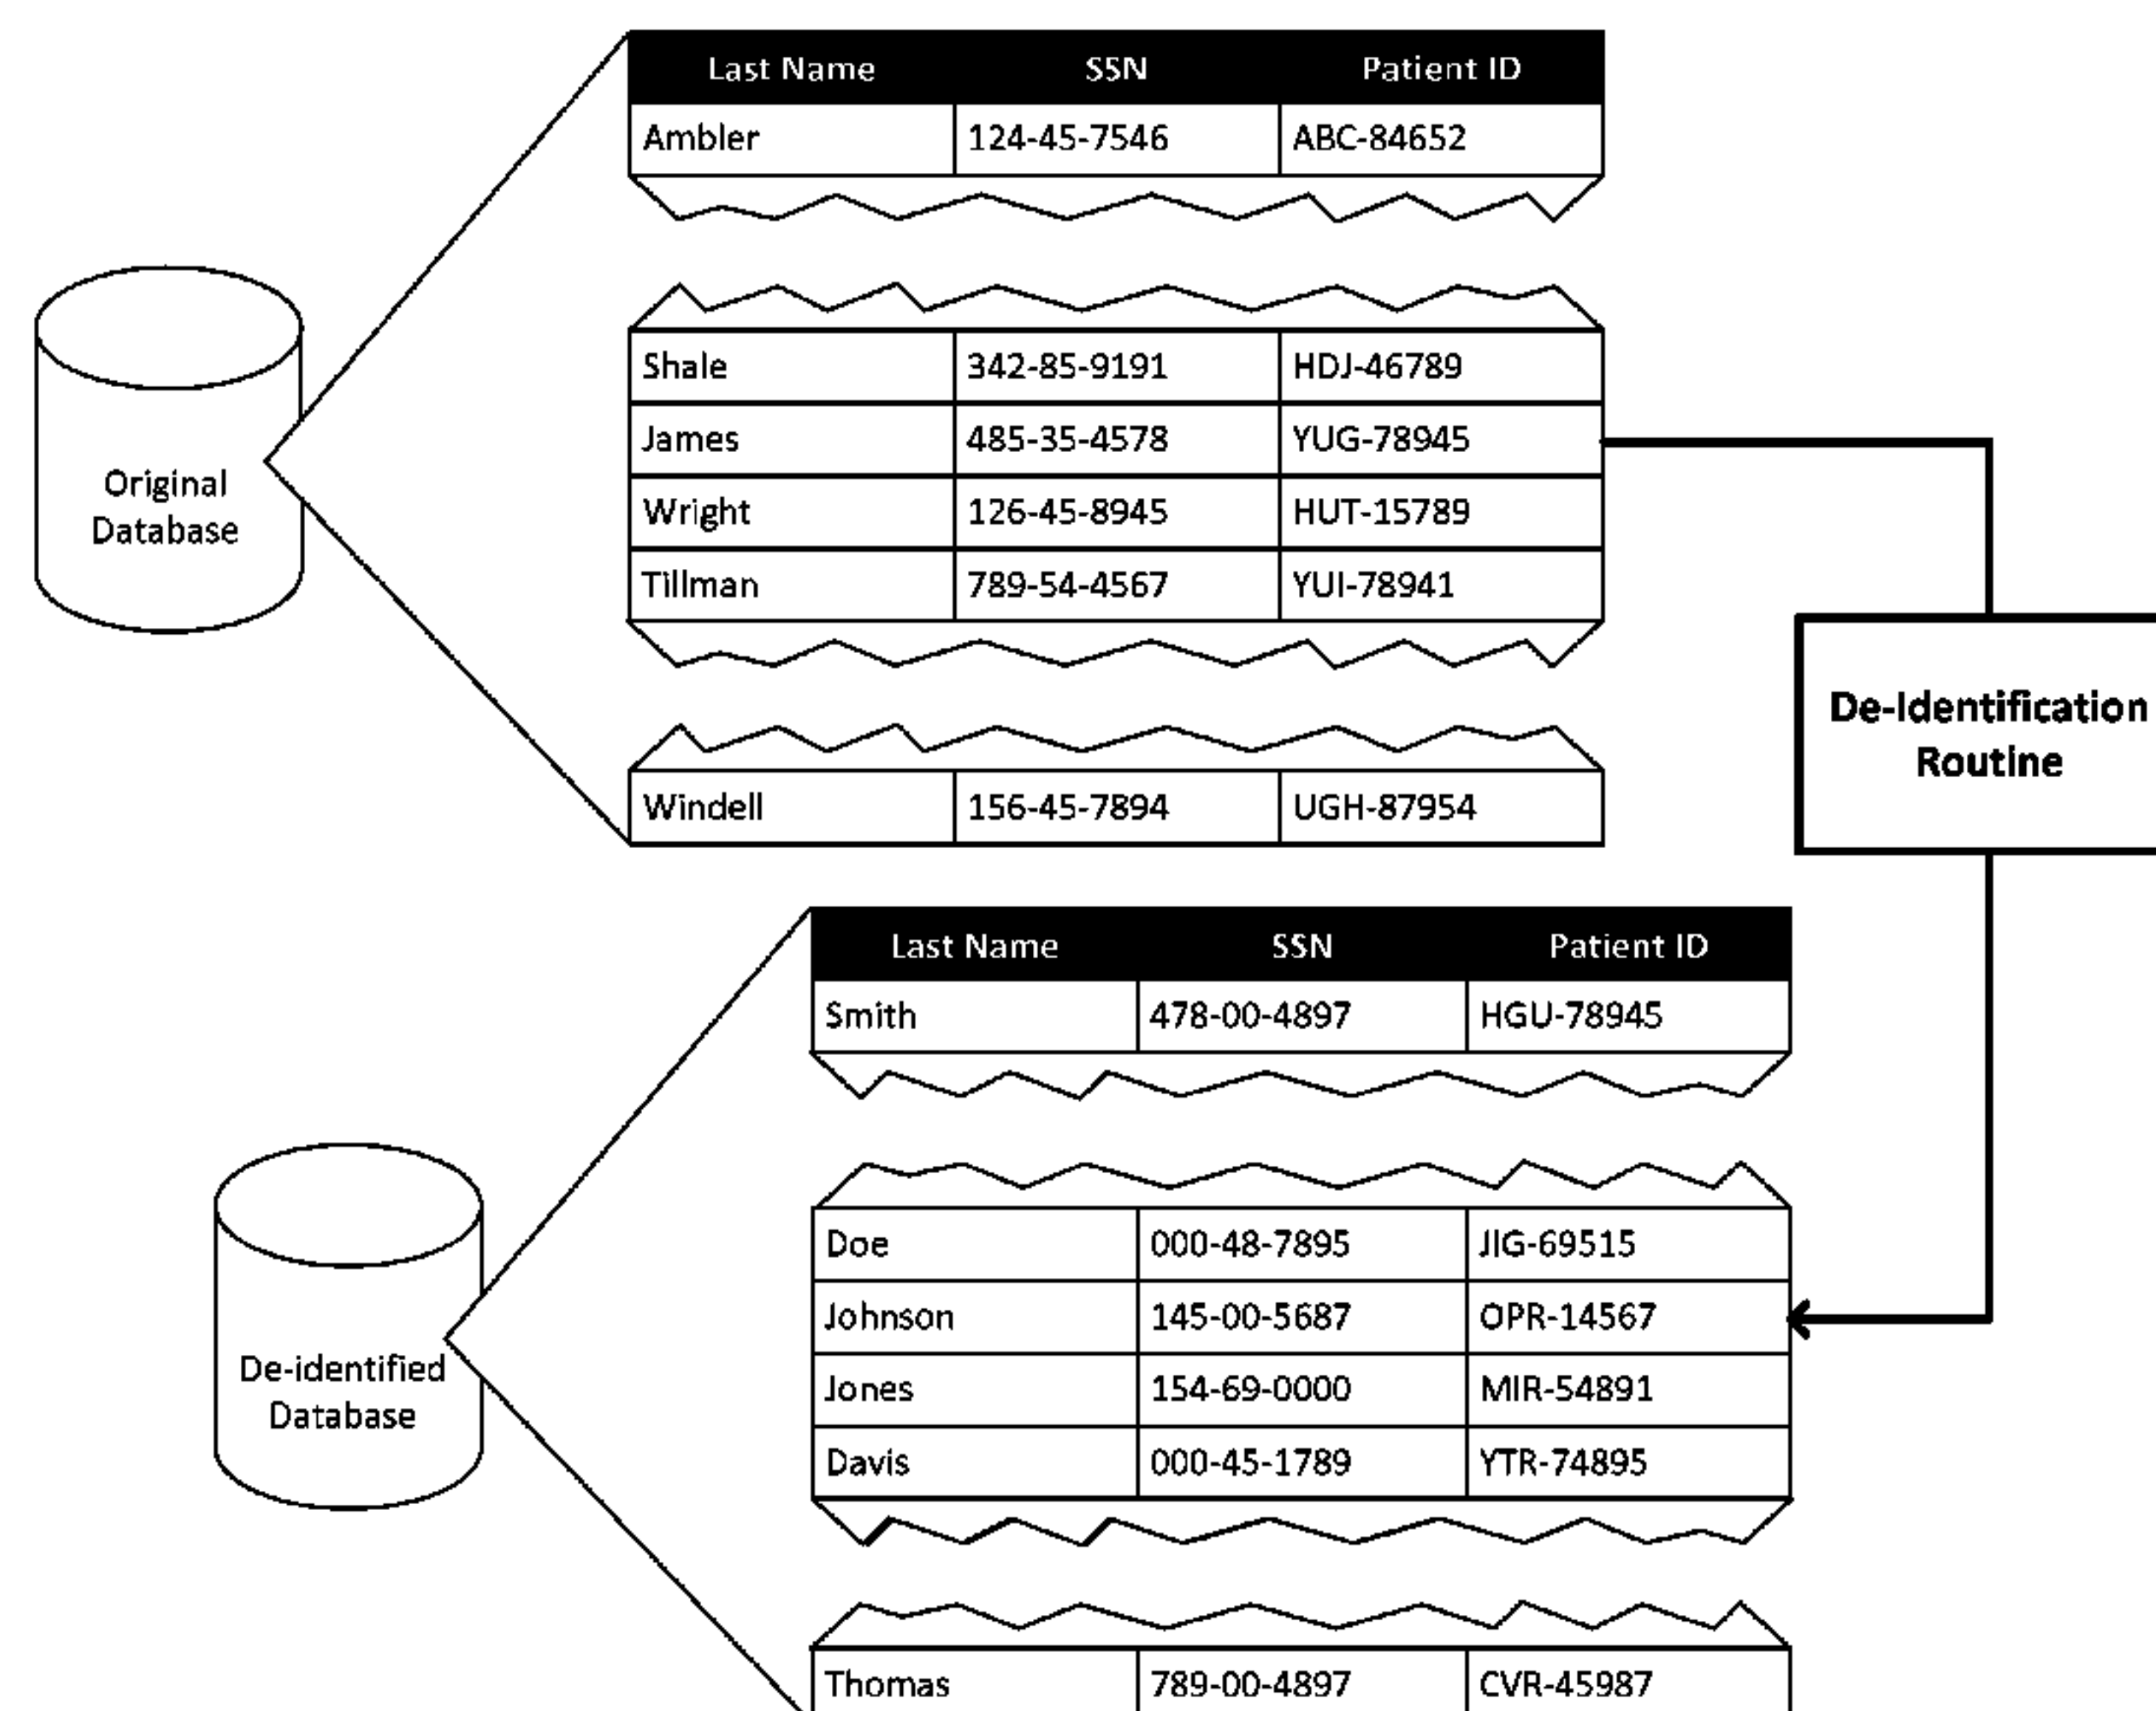 Last Name SSN Patient ID
Ambler 124-45-7546 ABC-84652
Shale 342-85-9191 HDJ-46789
James 485-35-4578 YUG-78945
Wright 126-45-8945 HUT-15789
Tillman 789-54-4567 YUI-78941
Windell 156-45-7894 UGH-87954
Original
Database
De-Identification
Routine
Last Name SSN Patient ID
Smith 478-00-4897 HGU-78945
Doe 000-48-7895 JIG-69515
Johnson 145-00-5687 OPR-14567
Jones 154-69-0000 MIR-54891
Davis 000-45-1789 YTR-74895
Thomas 789-00-4897 CVR-45987
De-identified
Database